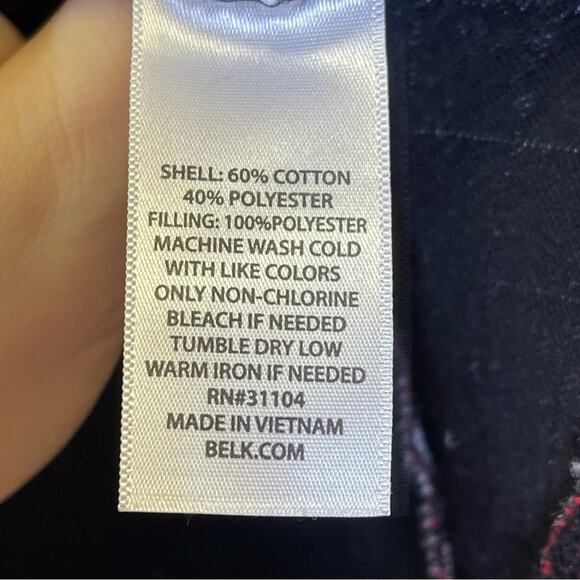 SHELL: 60% COTTON
40% POLYESTER
FILLING: 100%POLYESTER
MACHINE WASH COLD
WITH LIKE COLORS
ONLY NON-CHLORINE
BLEACH IF NEEDED
TUMBLE DRY LOW
WARM IRON IF NEEDED
RN#31104
MADE IN VIETNAM
BELK.COM